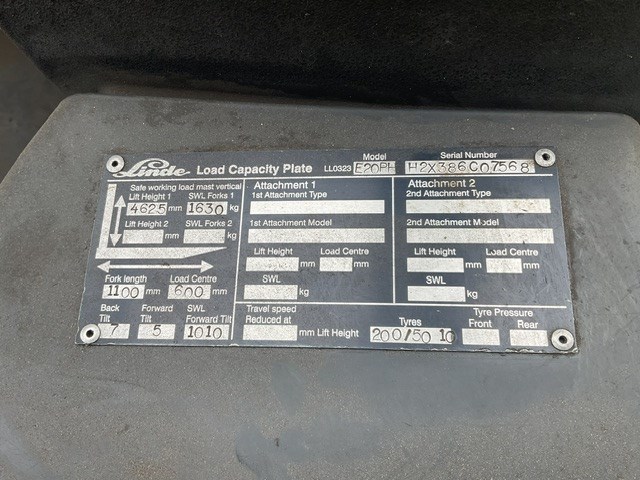 Linde Load Capacity Plate LL0323 Model E20PH Serial Number H2X386C07568
Safe working load mast vertical
Lift Height 1 4625 mm SWL Forks 1 1630 kg
Lift Height 2 mm SWL Forks 2 kg
Fork length 1100 mm Load Centre 600 mm
Back Tilt 7 Forward Tilt 5 SWL Forward Tilt 1010
Attachment 1
1st Attachment Type
1st Attachment Model
Lift Height mm Load Centre mm
SWL kg
Attachment 2
2nd Attachment Type
2nd Attachment Model
Lift Height mm Load Centre mm
SWL kg
Travel speed
Reduced at mm Lift Height
Tyres 200/50 10
Tyre Pressure
Front Rear